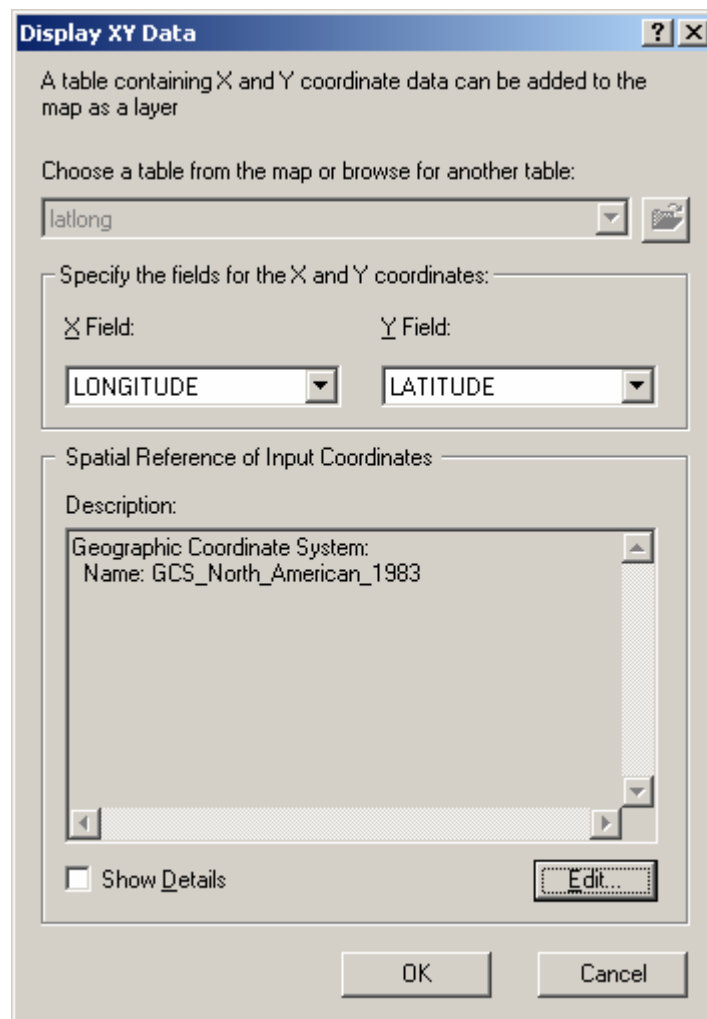 Display XY Data
A table containing X and Y coordinate data can be added to the
map as a layer
Choose a table from the map or browse for another table:
latlong
Specify the fields for the X and Y coordinates:
X Field:
Y Field:
LONGITUDE
LATITUDE
Spatial Reference of Input Coordinates
Description:
Geographic Coordinate System:
Name: GCS_North_American_1983
Show Details
Edit...
OK
Cancel